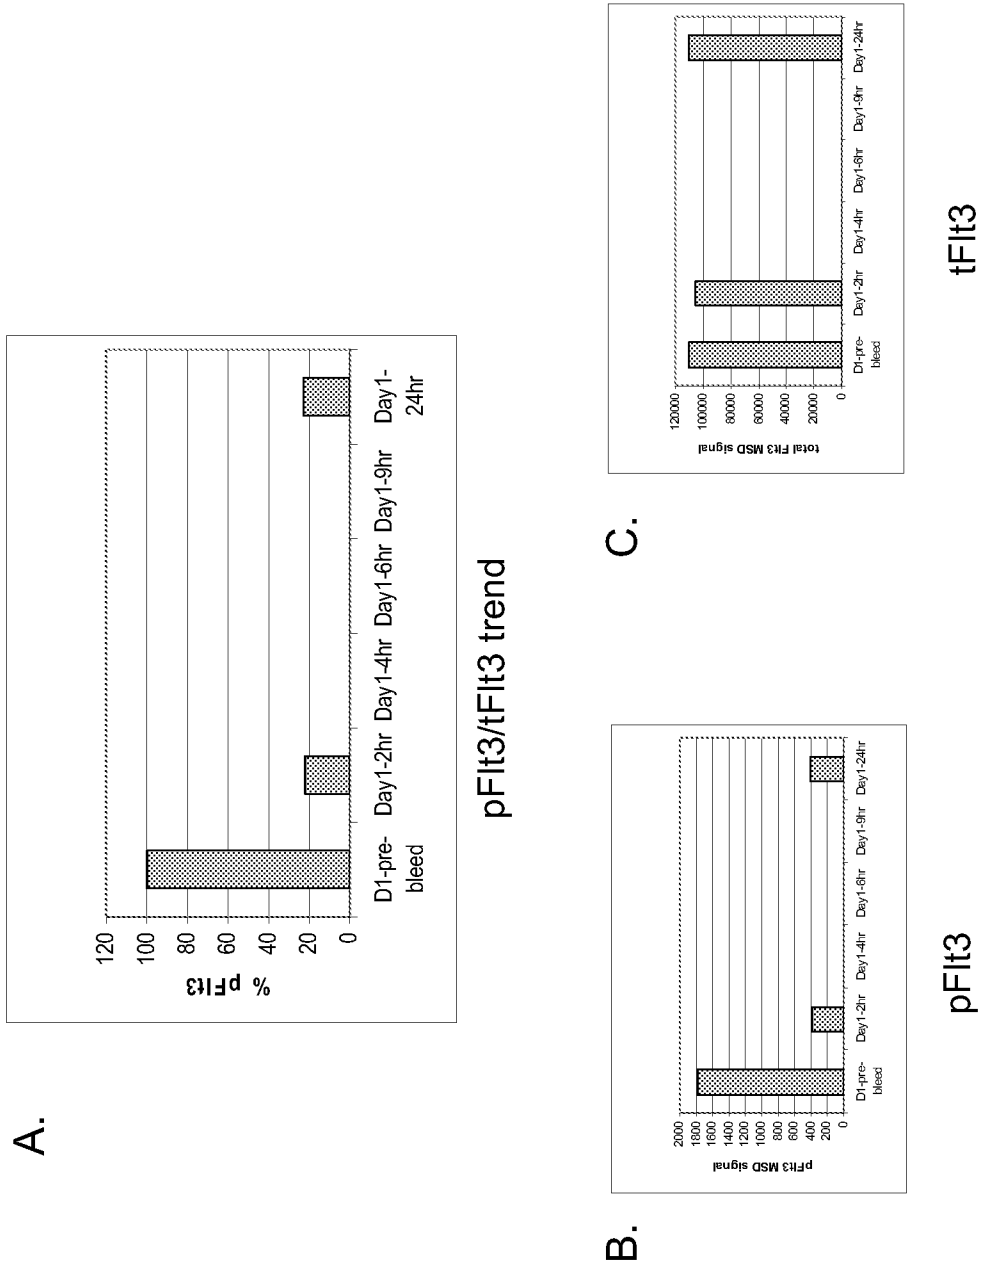 A.
120
100
80
60
40
20
0
% pFlt3
D1-pre-
bleed
Day1-2hr
Day1-4hr
Day1-6hr
Day1-9hr
Day1-
24hr
pFlt3/tFlt3 trend
B.
2000
1800
1600
1400
1200
1000
800
600
400
200
0
pFlt3 MSD signal
D1-pre-
bleed
Day1-2hr
Day1-4hr
Day1-6hr
Day1-9hr
Day1-24hr
pFlt3
C.
120000
100000
80000
60000
40000
20000
0
total Flt3 MSD signal
D1-pre-
bleed
Day1-2hr
Day1-4hr
Day1-6hr
Day1-9hr
Day1-24hr
tFlt3